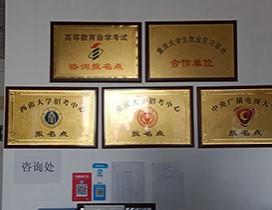 高等教育自学考试
咨询报名点
重庆大学生就业见习基地
合作单位
西南大学招考中心
报名点
重庆大学招考中心
报名点
中央广播电视大
报名点
咨询处